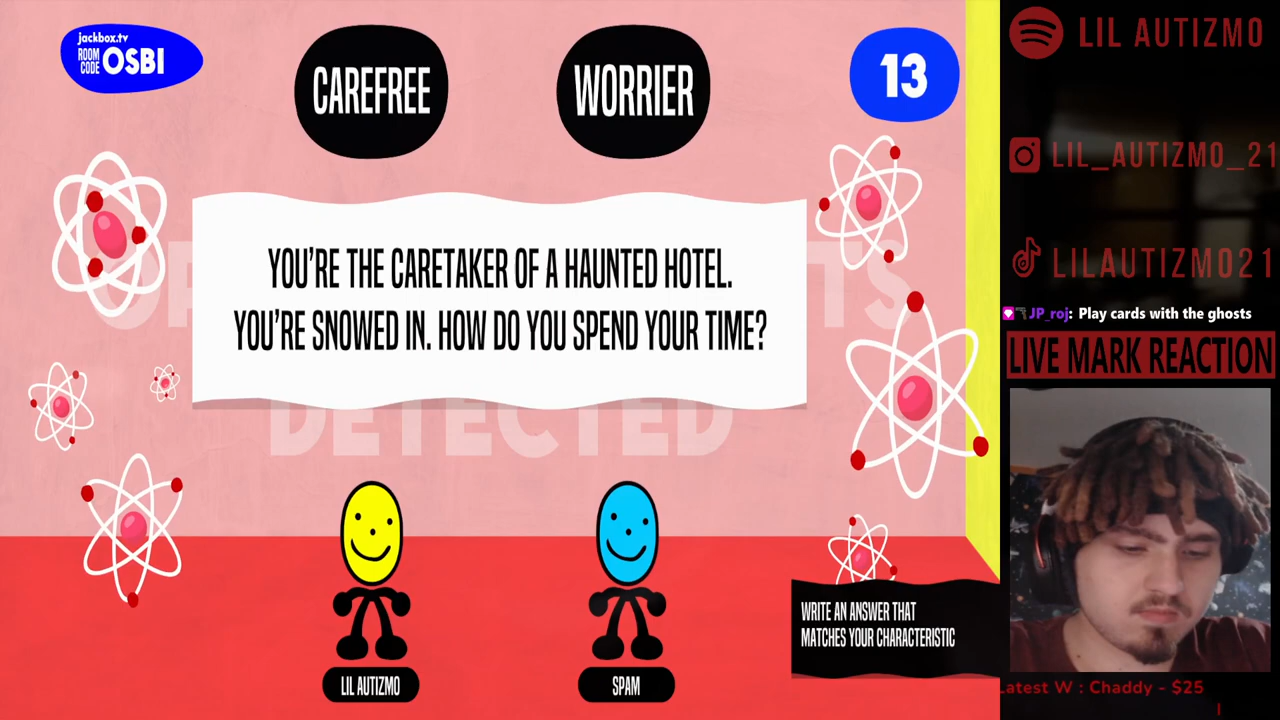 jackbox.tv
ROOM CODE OSBI
CAREFREE
WORRIER
13
YOU'RE THE CARETAKER OF A HAUNTED HOTEL.
YOU'RE SNOWED IN. HOW DO YOU SPEND YOUR TIME?
DETECTED
LIL AUTIZMO
SPAM
WRITE AN ANSWER THAT
MATCHES YOUR CHARACTERISTIC
LIL AUTIZMO
LIL_AUTIZMO_21
LILAUTIZMO21
JP_roj: Play cards with the ghosts
LIVE MARK REACTION
Latest W : Chaddy - $25